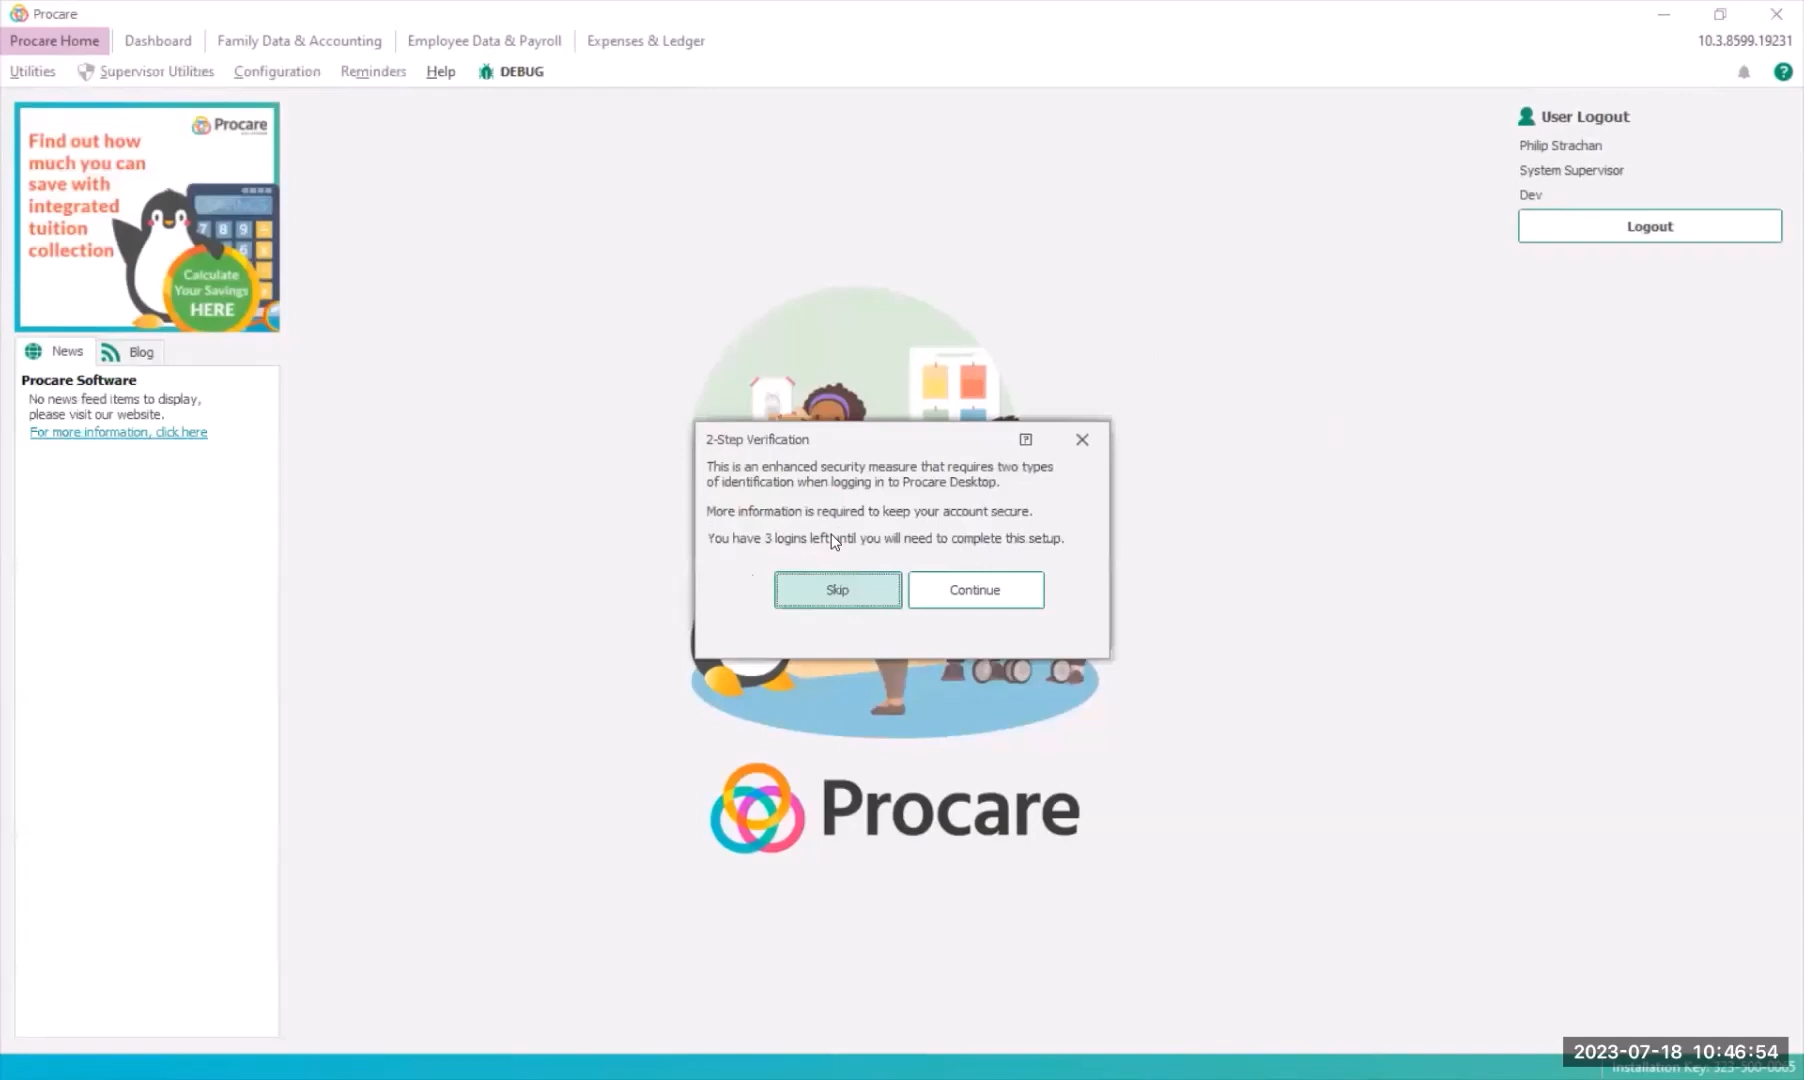 Procare
Procare Home Dashboard Family Data & Accounting Employee Data & Payroll Expenses & Ledger 10.3.8599.19231
Utilities Supervisor Utilities Configuration Reminders Help DEBUG ?
Procare
Find out how
much you can
save with
integrated
tuition
collection
7 8 9
6
Calculate
Your Savings
HERE
User Logout
Philip Strachan
System Supervisor
Dev
Logout
News Blog
Procare Software
No news feed items to display,
please visit our website.
For more information, click here
2-Step Verification
This is an enhanced security measure that requires two types
of identification when logging in to Procare Desktop.
More information is required to keep your account secure.
You have 3 logins left until you will need to complete this setup.
Skip Continue
Procare
2023-07-18 10:46:54
Installation Key: